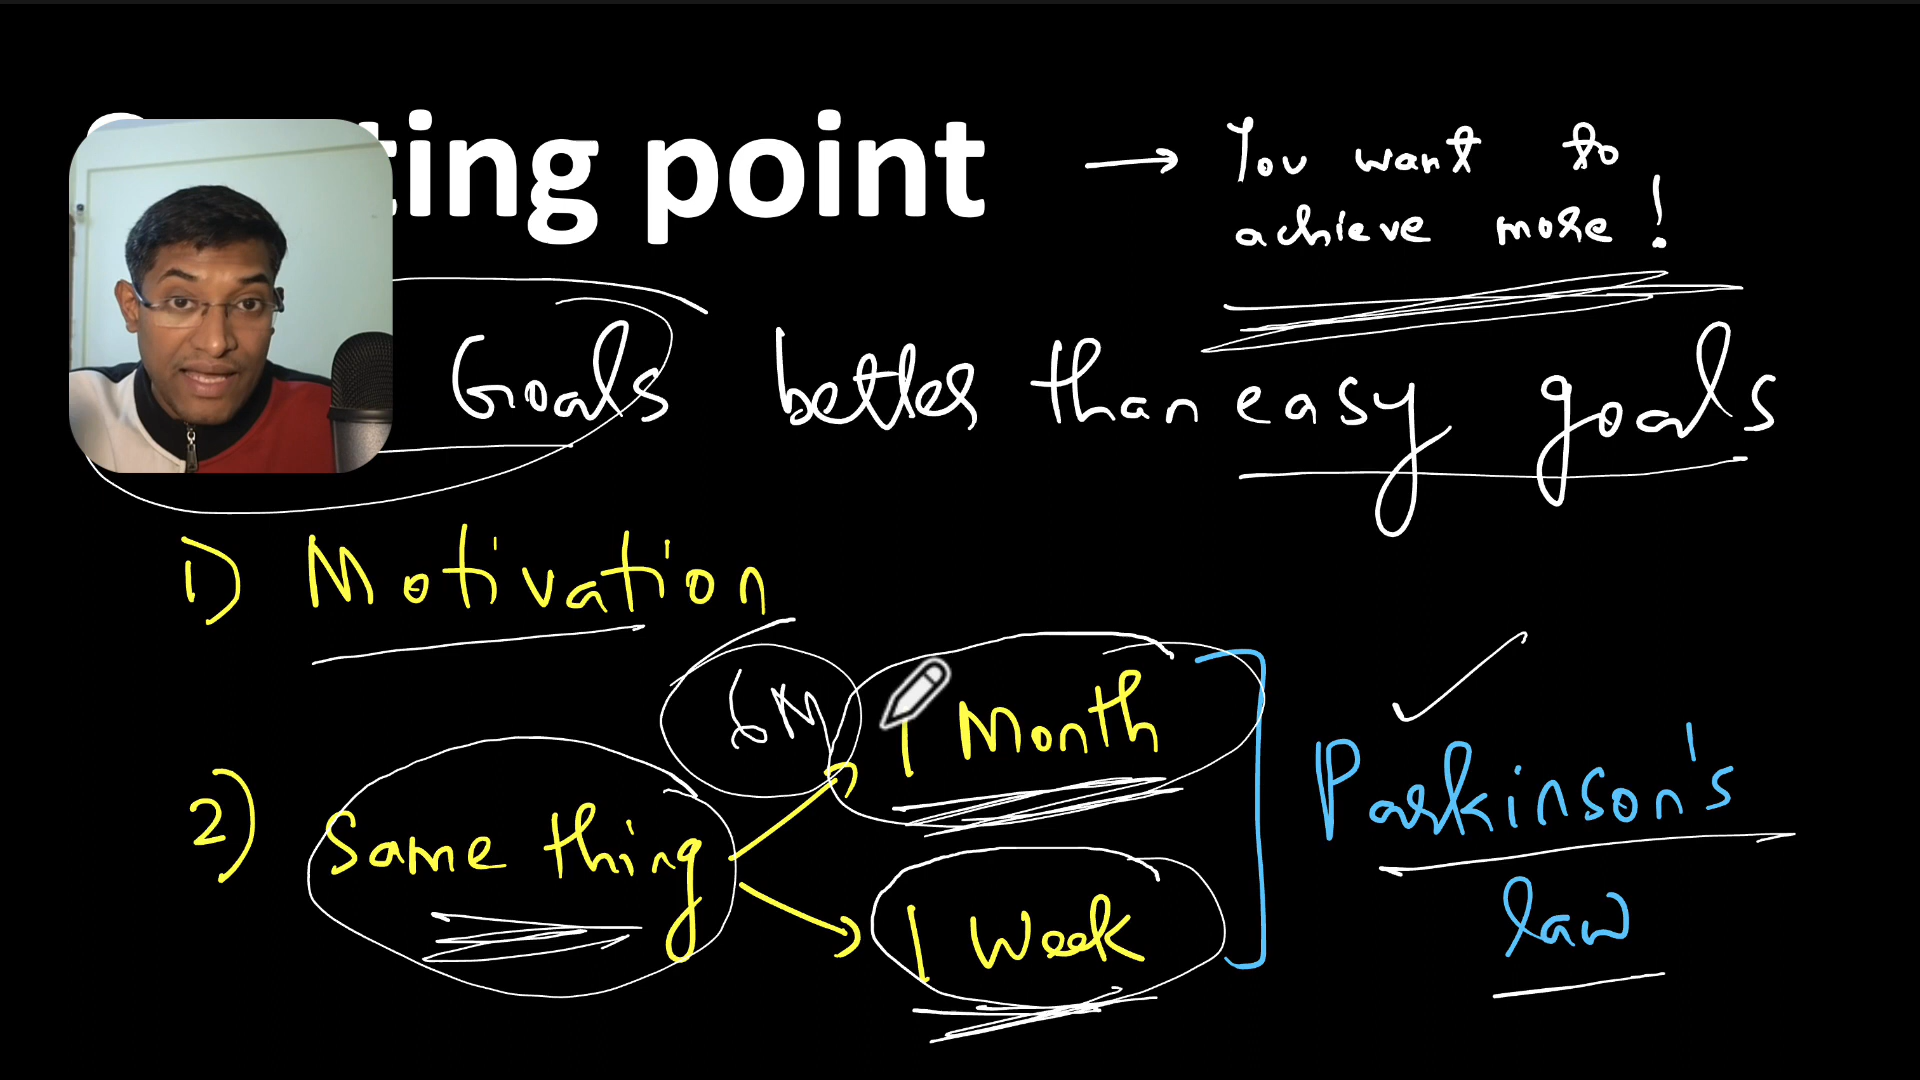 ting point → You want to
achieve more!
Goals better than easy goals
1) Motivation
6M
1 Month
2) Same thing
1 Week
Parkinson's
law